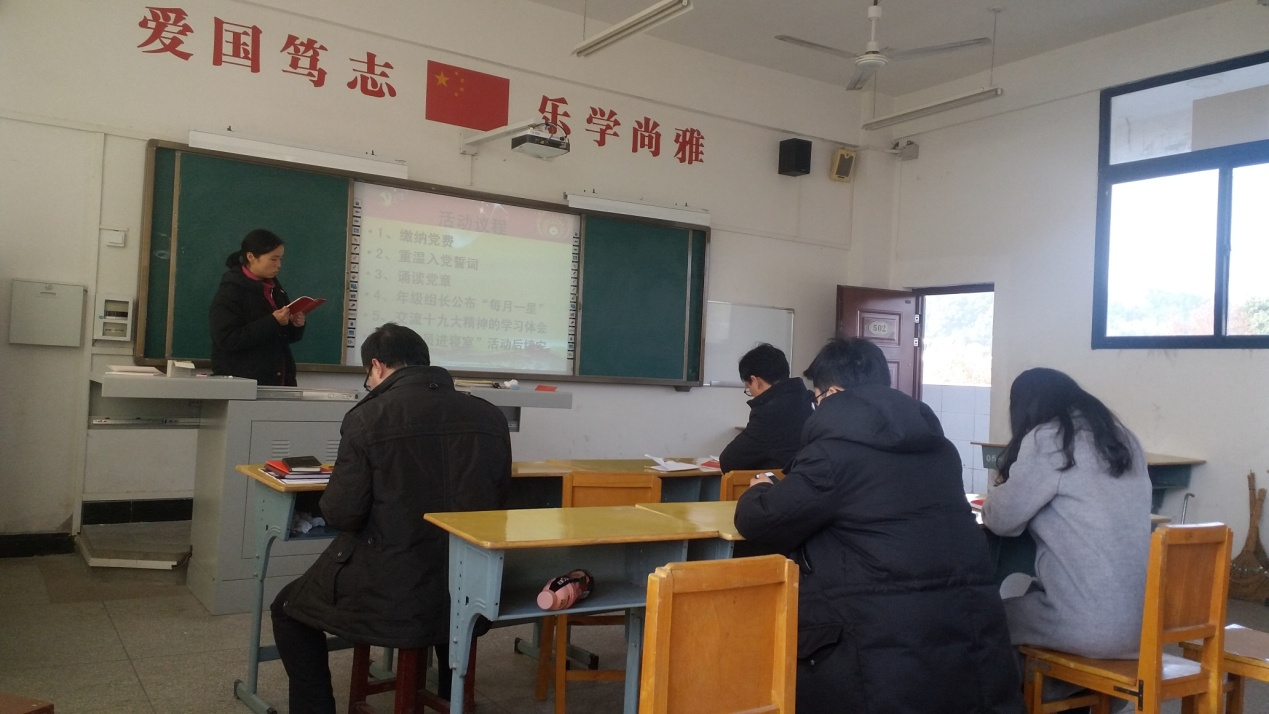 爱国笃志 乐学尚雅
活动议程
• 1、缴纳党费
• 2、重温入党誓词
• 3、诵读党章
• 4、年级组长公布“每月一星”
• 5、交流十九大精神的学习体会
进寝室”活动后续安
502